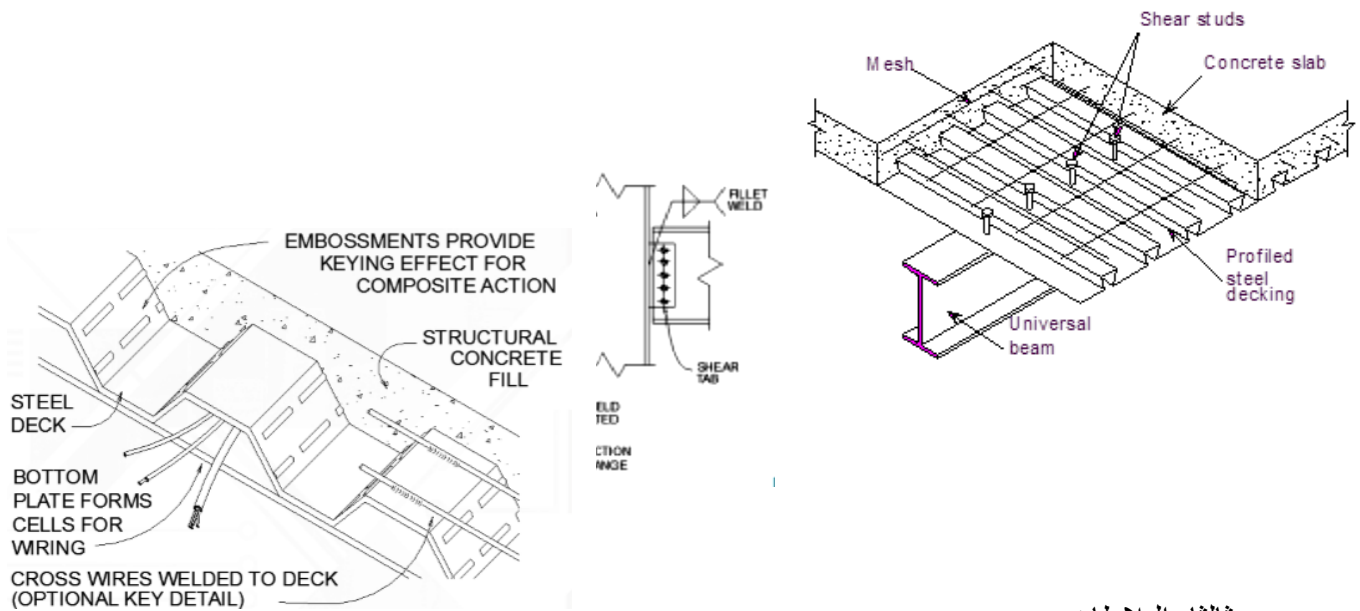 EMBOSSMENTS PROVIDE
KEYING EFFECT FOR
COMPOSITE ACTION
STRUCTURAL
CONCRETE
FILL
STEEL
DECK
BOTTOM
PLATE FORMS
CELLS FOR
WIRING
CROSS WIRES WELDED TO DECK
(OPTIONAL KEY DETAIL)
FILLET
WELD
SHEAR
TAB
ELD
TED
CTION
ANGE
Shear studs
Mesh
Concrete slab
Profiled
steel
decking
Universal
beam